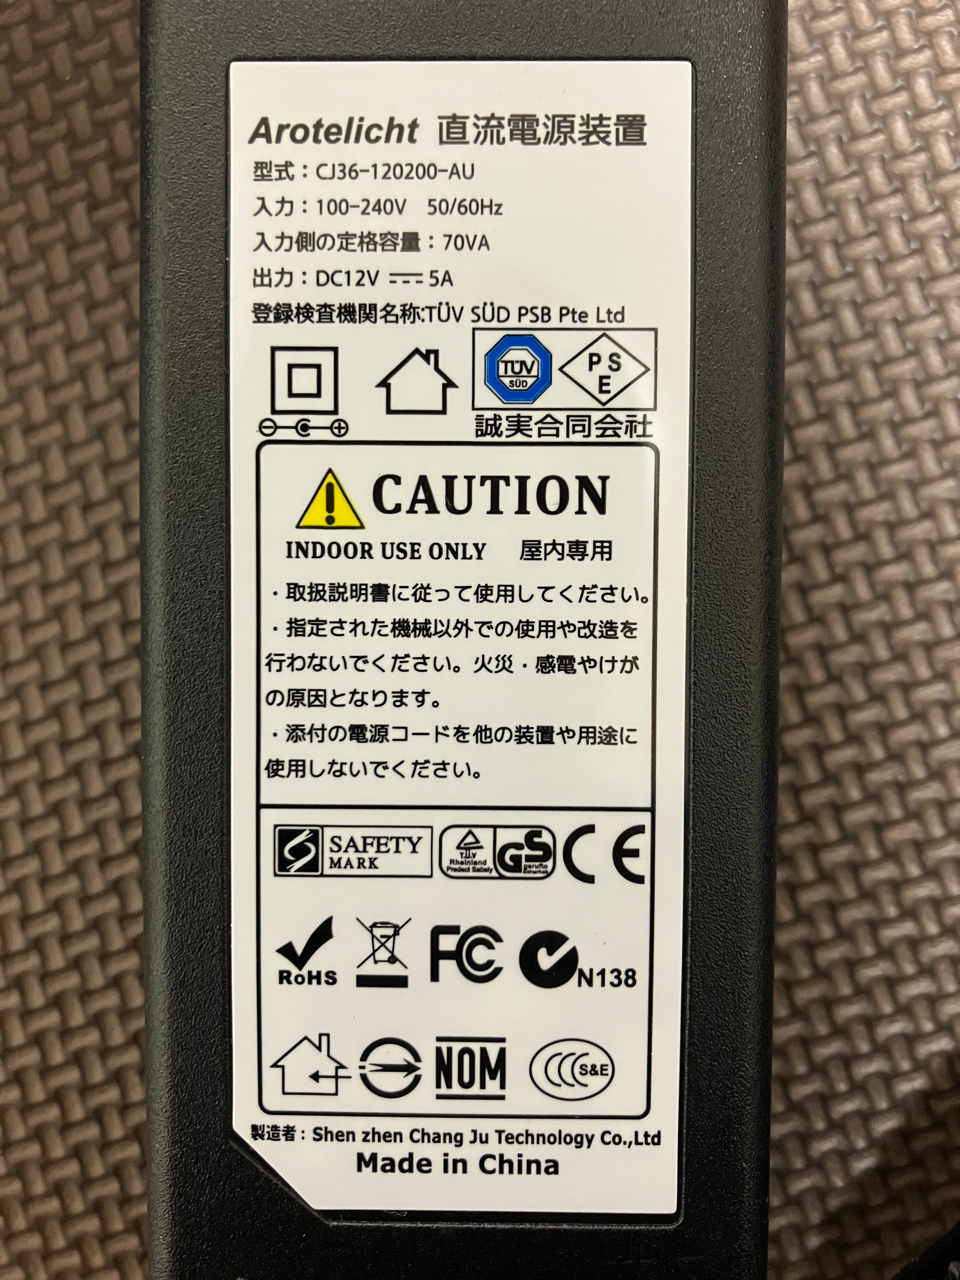 Arotelicht 直流電源装置
型式：CJ36-120200-AU
入力：100-240V 50/60Hz
入力側の定格容量：70VA
出力：DC12V ⎓ 5A
登録検査機関名称:TÜV SÜD PSB Pte Ltd
TÜV SÜD
PSE
誠実合同会社
CAUTION
INDOOR USE ONLY 屋内専用
・取扱説明書に従って使用してください。
・指定された機械以外での使用や改造を
行わないでください。火災・感電やけが
の原因となります。
・添付の電源コードを他の装置や用途に
使用しないでください。
SAFETY
MARK
TÜV
Rheinland
GS
CE
RoHS
FC
N138
NOM
CCC S&E
製造者：Shen zhen Chang Ju Technology Co.,Ltd
Made in China